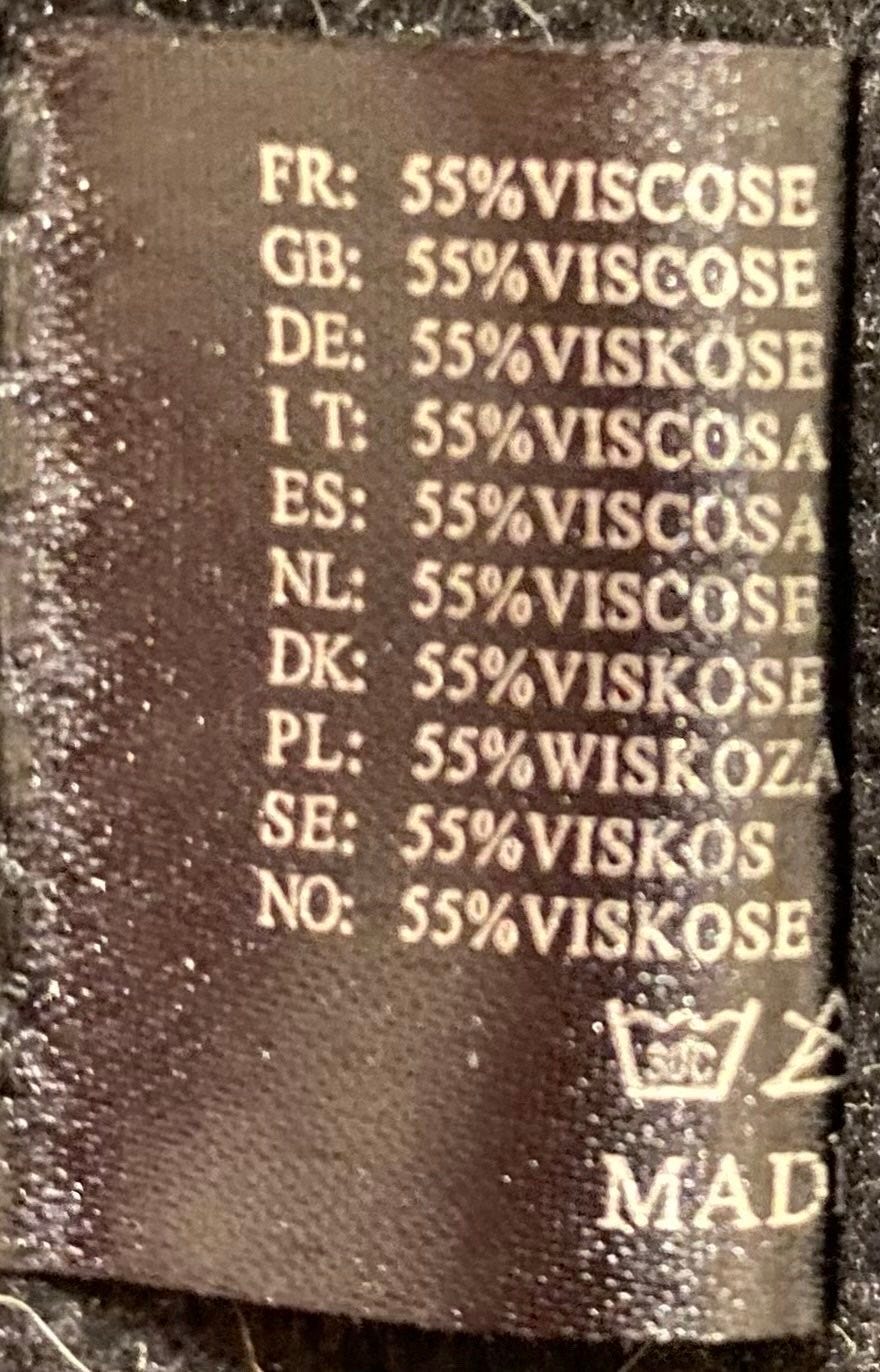 FR: 55%VISCOSE
GB: 55%VISCOSE
DE: 55%VISKOSE
IT: 55%VISCOSA
ES: 55%VISCOSA
NL: 55%VISCOSE
DK: 55%VISKOSE
PL: 55%WISKOZA
SE: 55%VISKOS
NO: 55%VISKOSE
MAD